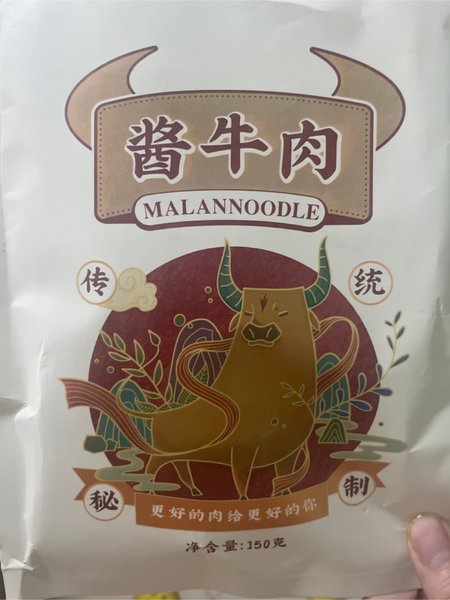 酱牛肉
MALANNOODLE
传统
秘制
更好的肉给更好的你
净含量:150克